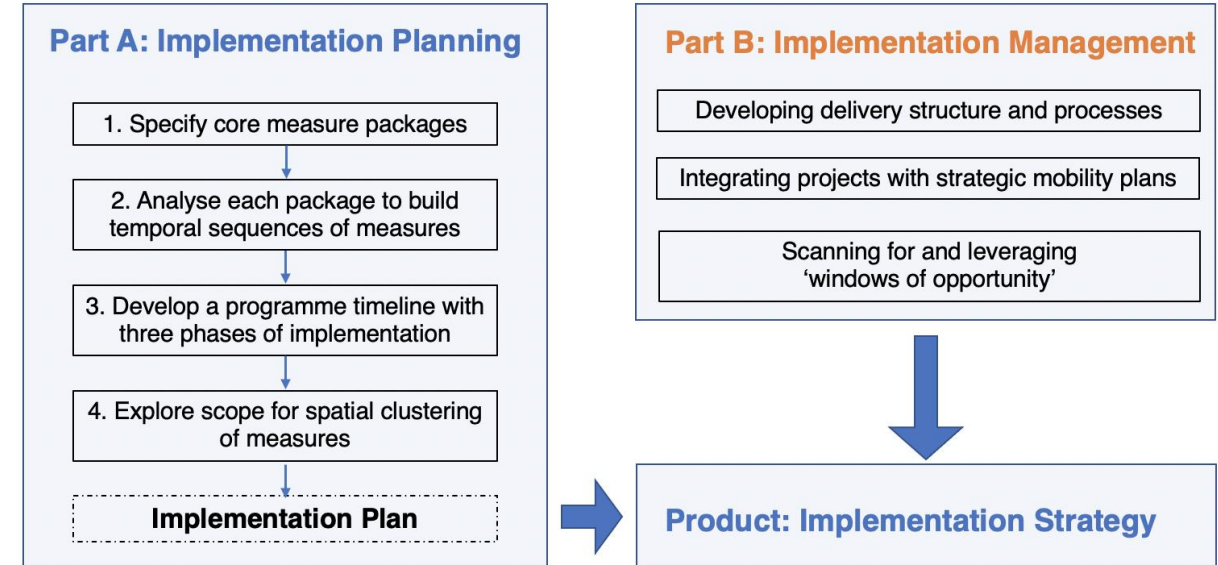 Part A: Implementation Planning
1. Specify core measure packages
2. Analyse each package to build
temporal sequences of measures
3. Develop a programme timeline with
three phases of implementation
4. Explore scope for spatial clustering
of measures
Implementation Plan
Part B: Implementation Management
Developing delivery structure and processes
Integrating projects with strategic mobility plans
Scanning for and leveraging
‘windows of opportunity’
Product: Implementation Strategy